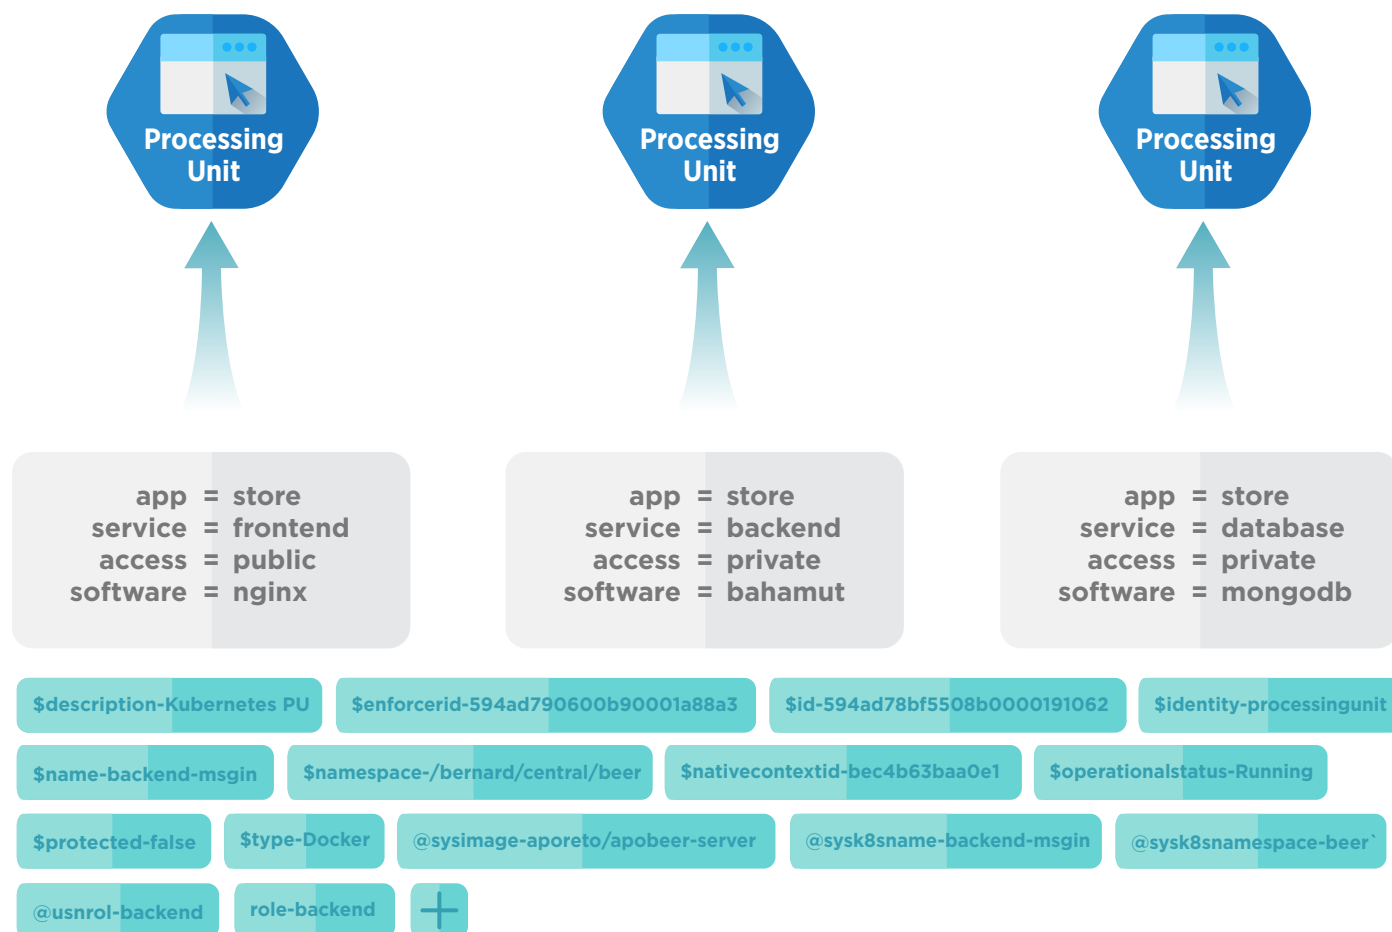 Processing
Unit
Processing
Unit
Processing
Unit
app = store
service = frontend
access = public
software = nginx
app = store
service = backend
access = private
software = bahamut
app = store
service = database
access = private
software = mongodb
$description-Kubernetes PU
$enforcerid-594ad790600b90001a88a3
$id-594ad78bf5508b0000191062
$identity-processingunit
$name-backend-msgin
$namespace-/bernard/central/beer
$nativecontextid-bec4b63baa0e1
$operationalstatus-Running
$protected-false
$type-Docker
@sysimage-aporeto/apobeer-server
@sysk8sname-backend-msgin
@sysk8snamespace-beer`
@usnrol-backend
role-backend
+